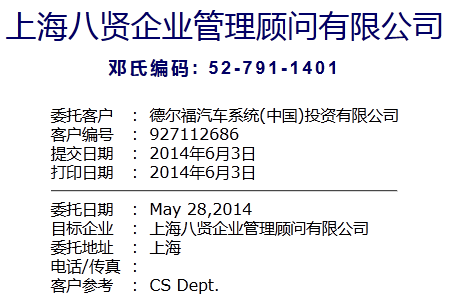 上海八贤企业管理顾问有限公司
邓氏编码: 52-791-1401
委托客户 : 德尔福汽车系统(中国)投资有限公司
客户编号 : 927112686
提交日期 : 2014年6月3日
打印日期 : 2014年6月3日
委托日期 : May 28,2014
目标企业 : 上海八贤企业管理顾问有限公司
委托地址 : 上海
电话/传真 :
客户参考 : CS Dept.